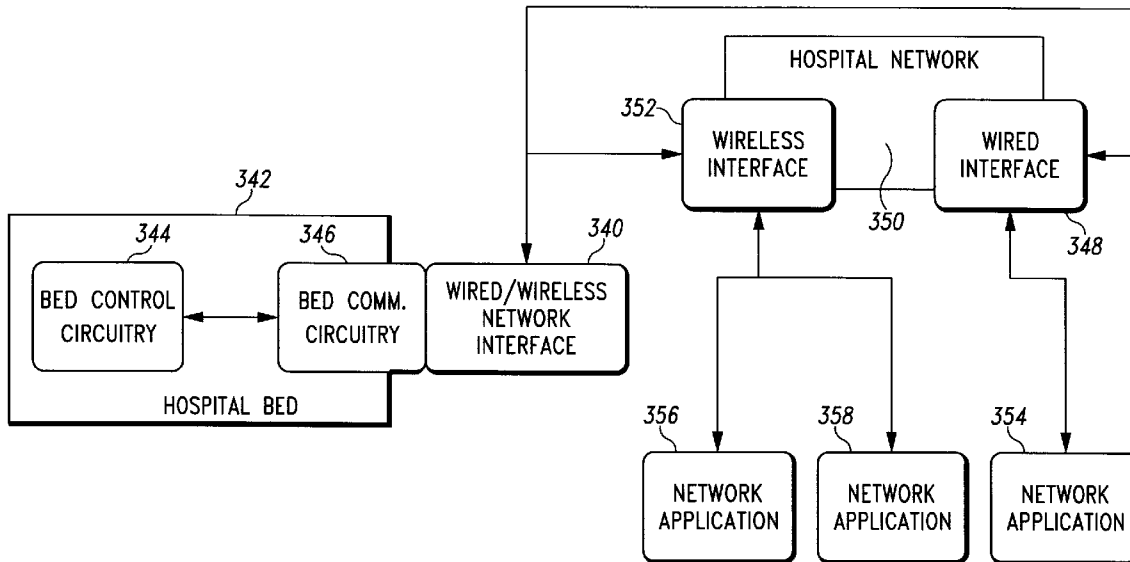 HOSPITAL NETWORK
352
WIRELESS
INTERFACE
WIRED
INTERFACE
350
348
342
344
346
340
BED CONTROL
CIRCUITRY
BED COMM.
CIRCUITRY
WIRED/WIRELESS
NETWORK
INTERFACE
HOSPITAL BED
356
358
354
NETWORK
APPLICATION
NETWORK
APPLICATION
NETWORK
APPLICATION